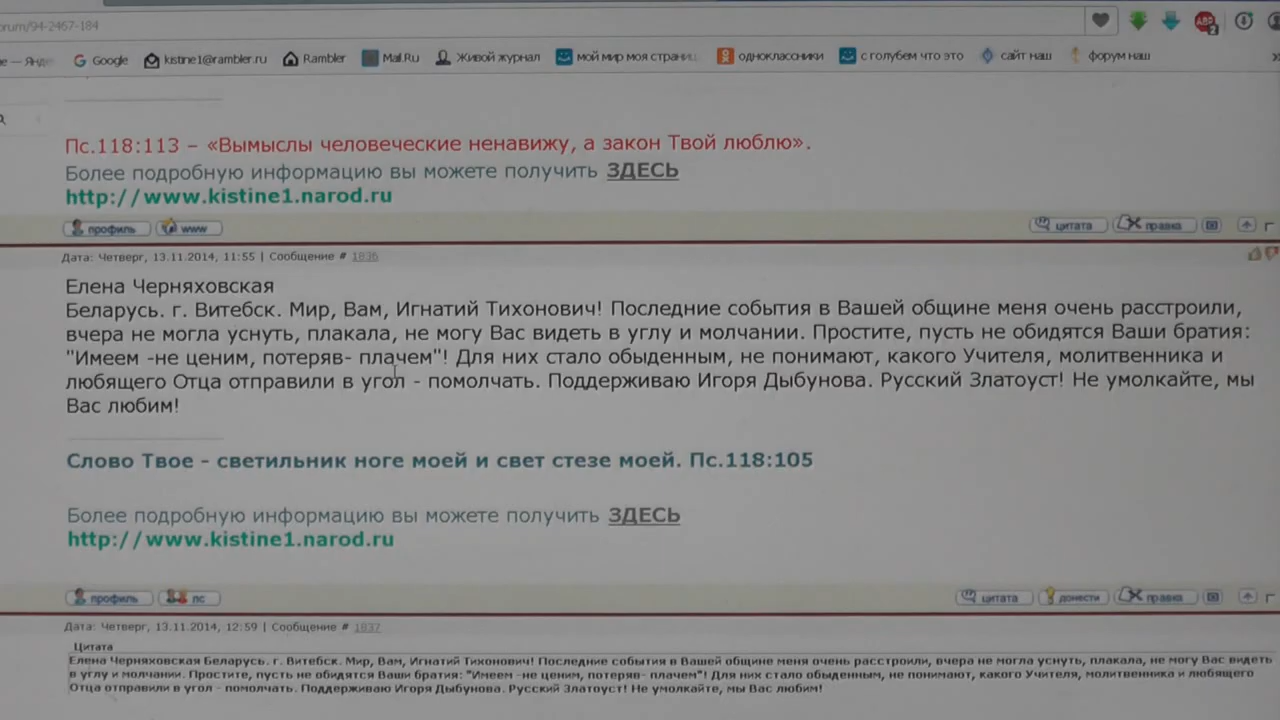 orum/94-2467-184
Google kistine1@rambler.ru Rambler Mail.Ru Живой журнал мой мир моя страниц одноклассники с голубем что это сайт наш форум наш
Пс.118:113 – «Вымыслы человеческие ненавижу, а закон Твой люблю».
Более подробную информацию вы можете получить ЗДЕСЬ
http://www.kistine1.narod.ru
профиль www цитата правка
Дата: Четверг, 13.11.2014, 11:55 | Сообщение # 1836
Елена Черняховская
Беларусь. г. Витебск. Мир, Вам, Игнатий Тихонович! Последние события в Вашей общине меня очень расстроили,
вчера не могла уснуть, плакала, не могу Вас видеть в углу и молчании. Простите, пусть не обидятся Ваши братия:
"Имеем -не ценим, потеряв- плачем"! Для них стало обыденным, не понимают, какого Учителя, молитвенника и
любящего Отца отправили в угол - помолчать. Поддерживаю Игоря Дыбунова. Русский Златоуст! Не умолкайте, мы
Вас любим!
Слово Твое - светильник ноге моей и свет стезе моей. Пс.118:105
Более подробную информацию вы можете получить ЗДЕСЬ
http://www.kistine1.narod.ru
профиль пс цитата донести правка
Дата: Четверг, 13.11.2014, 12:59 | Сообщение # 1837
Цитата
Елена Черняховская Беларусь. г. Витебск. Мир, Вам, Игнатий Тихонович! Последние события в Вашей общине меня очень расстроили, вчера не могла уснуть, плакала, не могу Вас видеть
в углу и молчании. Простите, пусть не обидятся Ваши братия: "Имеем -не ценим, потеряв- плачем"! Для них стало обыденным, не понимают, какого Учителя, молитвенника и любящего
Отца отправили в угол - помолчать. Поддерживаю Игоря Дыбунова. Русский Златоуст! Не умолкайте, мы Вас любим!